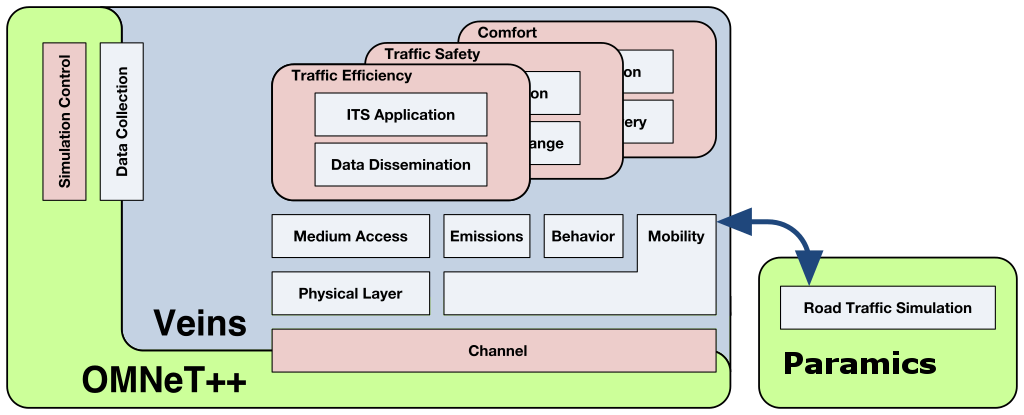 Comfort
Traffic Safety
Traffic Efficiency
Simulation Control
Data Collection
ITS Application
Data Dissemination
on
ange
on
ery
Medium Access
Emissions
Behavior
Mobility
Physical Layer
Road Traffic Simulation
Veins
Channel
Paramics
OMNeT++